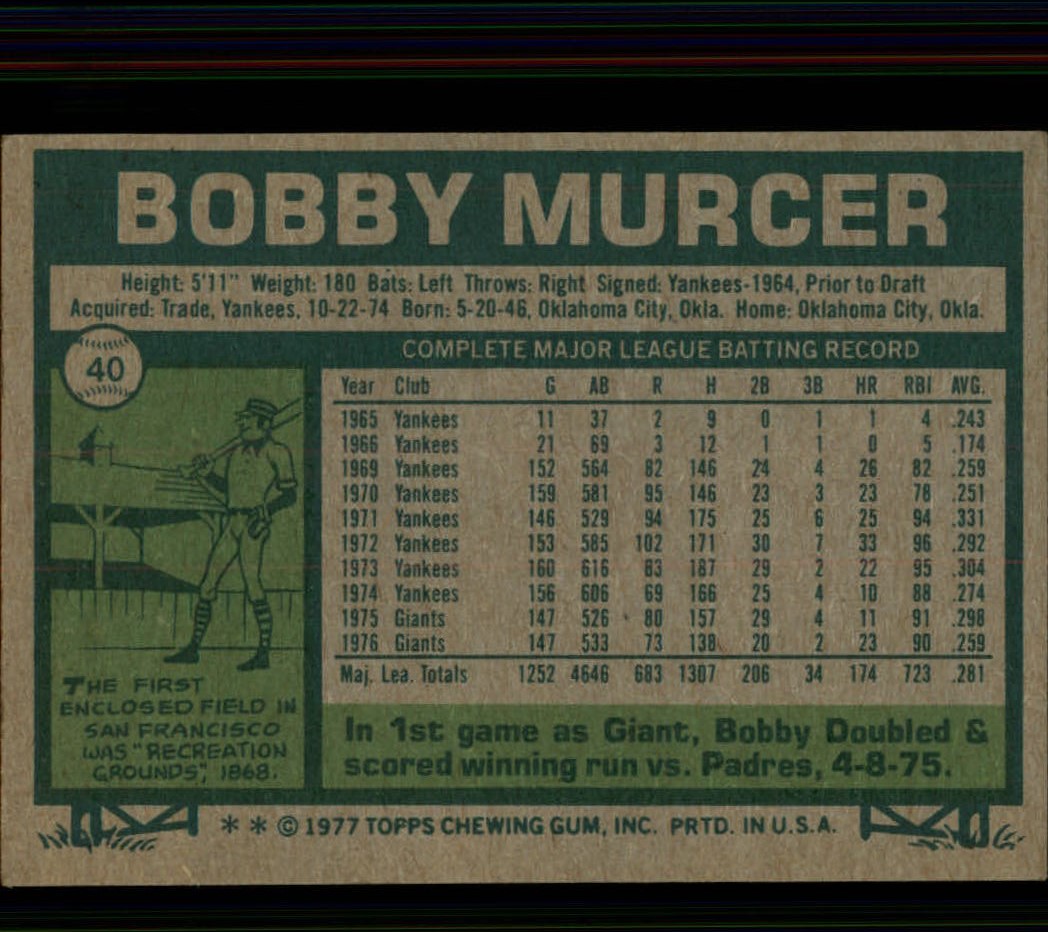 BOBBY MURCER
Height: 5'11" Weight: 180 Bats: Left Throws: Right Signed: Yankees-1964, Prior to Draft
Acquired: Trade, Yankees, 10-22-74 Born: 5-20-46, Oklahoma City, Okla. Home: Oklahoma City, Okla.
40
COMPLETE MAJOR LEAGUE BATTING RECORD
Year Club G AB R H 2B 3B HR RBI AVG.
1965 Yankees 11 37 2 9 0 1 1 4 .243
1966 Yankees 21 69 3 12 1 1 0 5 .174
1969 Yankees 152 564 82 146 24 4 26 82 .259
1970 Yankees 159 581 95 146 23 3 23 78 .251
1971 Yankees 146 529 94 175 25 6 25 94 .331
1972 Yankees 153 585 102 171 30 7 33 96 .292
1973 Yankees 160 616 83 187 29 2 22 95 .304
1974 Yankees 156 606 69 166 25 4 10 88 .274
1975 Giants 147 526 80 157 29 4 11 91 .298
1976 Giants 147 533 73 138 20 2 23 90 .259
Maj. Lea. Totals 1252 4646 683 1307 206 34 174 723 .281
THE FIRST
ENCLOSED FIELD IN
SAN FRANCISCO
WAS "RECREATION
GROUNDS", 1868.
In 1st game as Giant, Bobby Doubled &
scored winning run vs. Padres, 4-8-75.
* * © 1977 TOPPS CHEWING GUM, INC. PRTD. IN U.S.A.